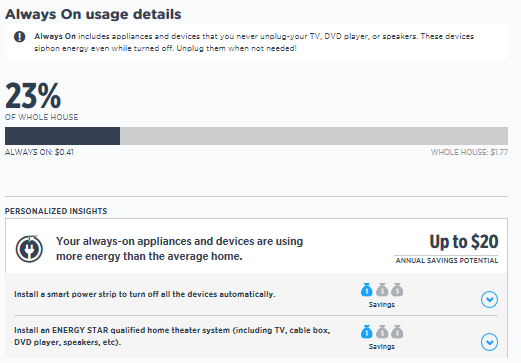 Always On usage details
Always On includes appliances and devices that you never unplug-your TV, DVD player, or speakers. These devices
siphon energy even while turned off. Unplug them when not needed!
23%
OF WHOLE HOUSE
ALWAYS ON: $0.41
WHOLE HOUSE: $1.77
PERSONALIZED INSIGHTS
Your always-on appliances and devices are using
more energy than the average home.
Up to $20
ANNUAL SAVINGS POTENTIAL
Install a smart power strip to turn off all the devices automatically.
$ $ $
Savings
Install an ENERGY STAR qualified home theater system (including TV, cable box,
DVD player, speakers, etc).
$ $ $
Savings